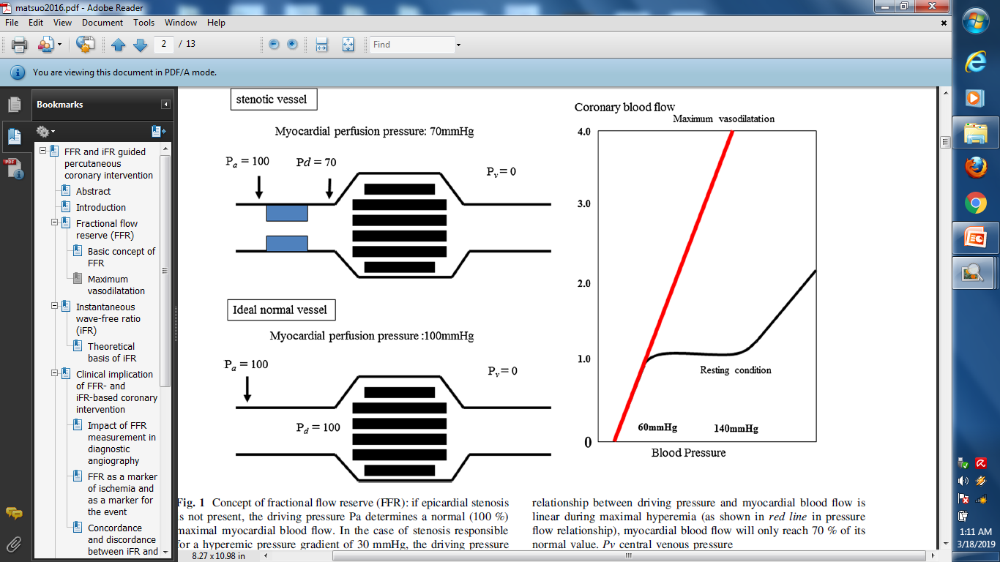 matsuo2016.pdf - Adobe Reader
File Edit View Document Tools Window Help
2 / 13
Find
You are viewing this document in PDF/A mode.
Bookmarks
FFR and iFR guided
percutaneous
coronary intervention
Abstract
Introduction
Fractional flow
reserve (FFR)
Basic concept of
FFR
Maximum
vasodilatation
Instantaneous
wave-free ratio
(iFR)
Theoretical
basis of iFR
Clinical implication
of FFR- and
iFR-based coronary
intervention
Impact of FFR
measurement in
diagnostic
angiography
FFR as a marker
of ischemia and
as a marker for
the event
Concordance
and discordance
between iFR and
stenotic vessel
Myocardial perfusion pressure: 70mmHg
Pa = 100 Pd = 70
Pv = 0
Ideal normal vessel
Myocardial perfusion pressure :100mmHg
Pa = 100
Pv = 0
Pd = 100
Coronary blood flow
Maximum vasodilatation
4.0
3.0
2.0
1.0
Resting condition
60mmHg 140mmHg
0
Blood Pressure
Fig. 1 Concept of fractional flow reserve (FFR): if epicardial stenosis
is not present, the driving pressure Pa determines a normal (100 %)
maximal myocardial blood flow. In the case of stenosis responsible
for a hyperemic pressure gradient of 30 mmHg, the driving pressure
relationship between driving pressure and myocardial blood flow is
linear during maximal hyperemia (as shown in red line in pressure
flow relationship), myocardial blood flow will only reach 70 % of its
normal value. Pv central venous pressure
8.27 x 10.98 in
1:11 AM
3/18/2019